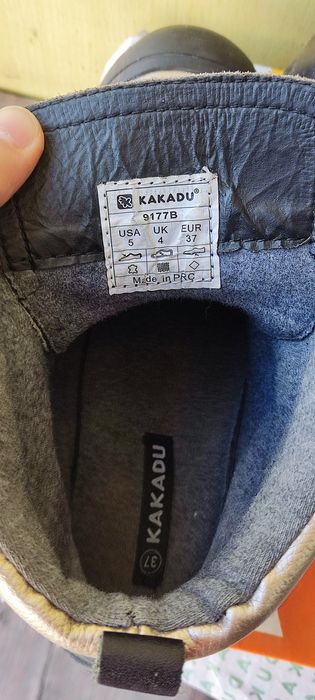 KAKADU®
9177B
USA UK EUR
5 4 37
Made in PRC
KAKADU
37